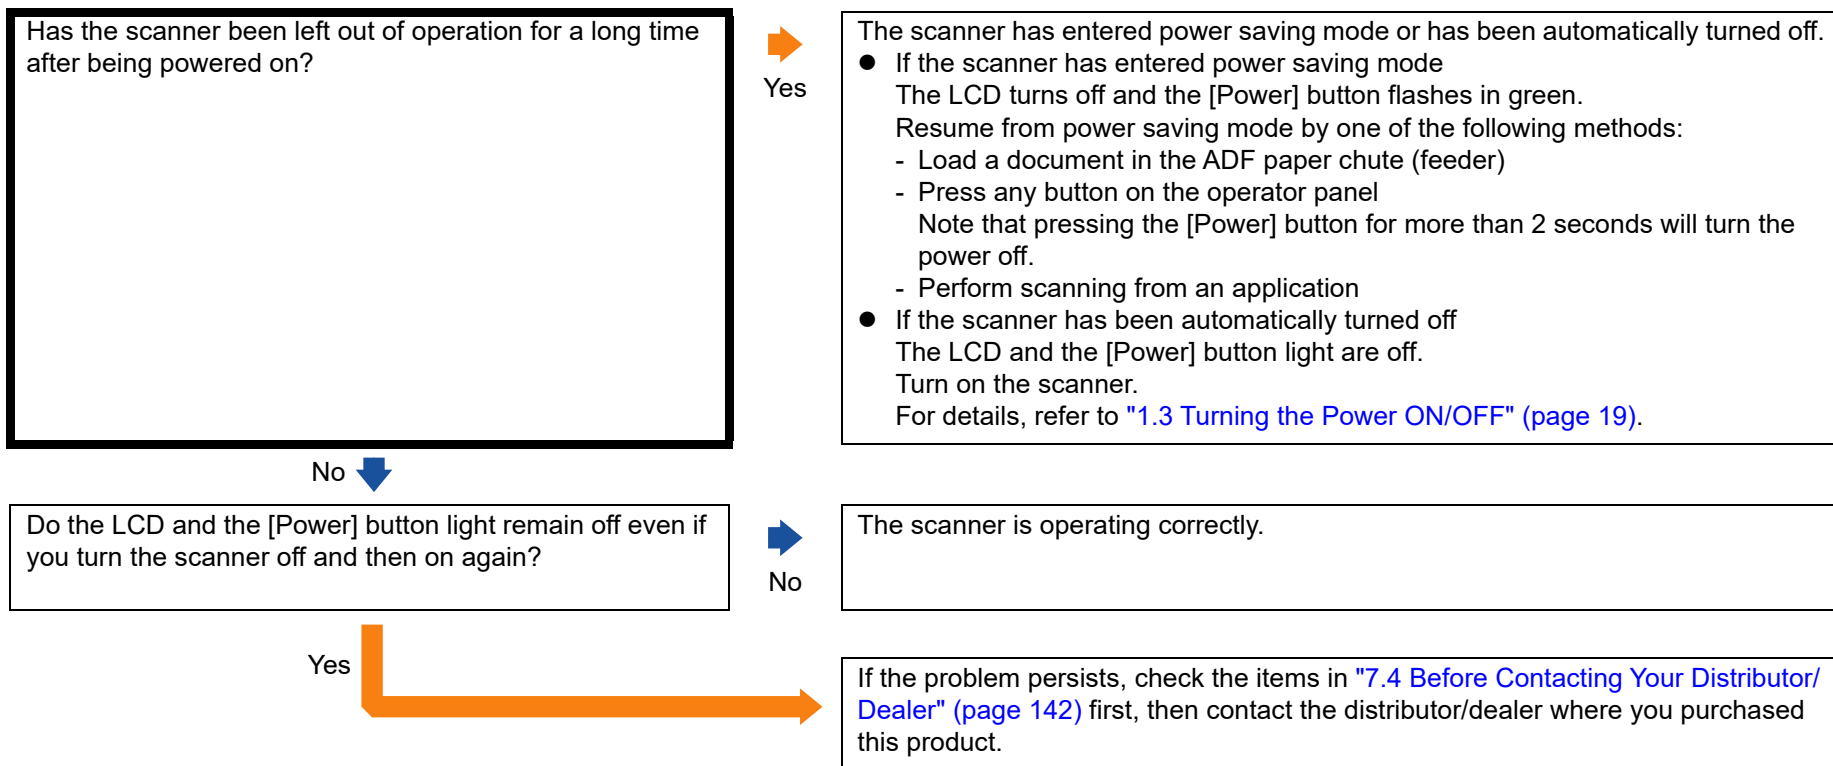 Has the scanner been left out of operation for a long time
after being powered on?
Yes
The scanner has entered power saving mode or has been automatically turned off.
● If the scanner has entered power saving mode
The LCD turns off and the [Power] button flashes in green.
Resume from power saving mode by one of the following methods:
- Load a document in the ADF paper chute (feeder)
- Press any button on the operator panel
Note that pressing the [Power] button for more than 2 seconds will turn the
power off.
- Perform scanning from an application
● If the scanner has been automatically turned off
The LCD and the [Power] button light are off.
Turn on the scanner.
For details, refer to "1.3 Turning the Power ON/OFF" (page 19).
No
Do the LCD and the [Power] button light remain off even if
you turn the scanner off and then on again?
No
The scanner is operating correctly.
Yes
If the problem persists, check the items in "7.4 Before Contacting Your Distributor/
Dealer" (page 142) first, then contact the distributor/dealer where you purchased
this product.